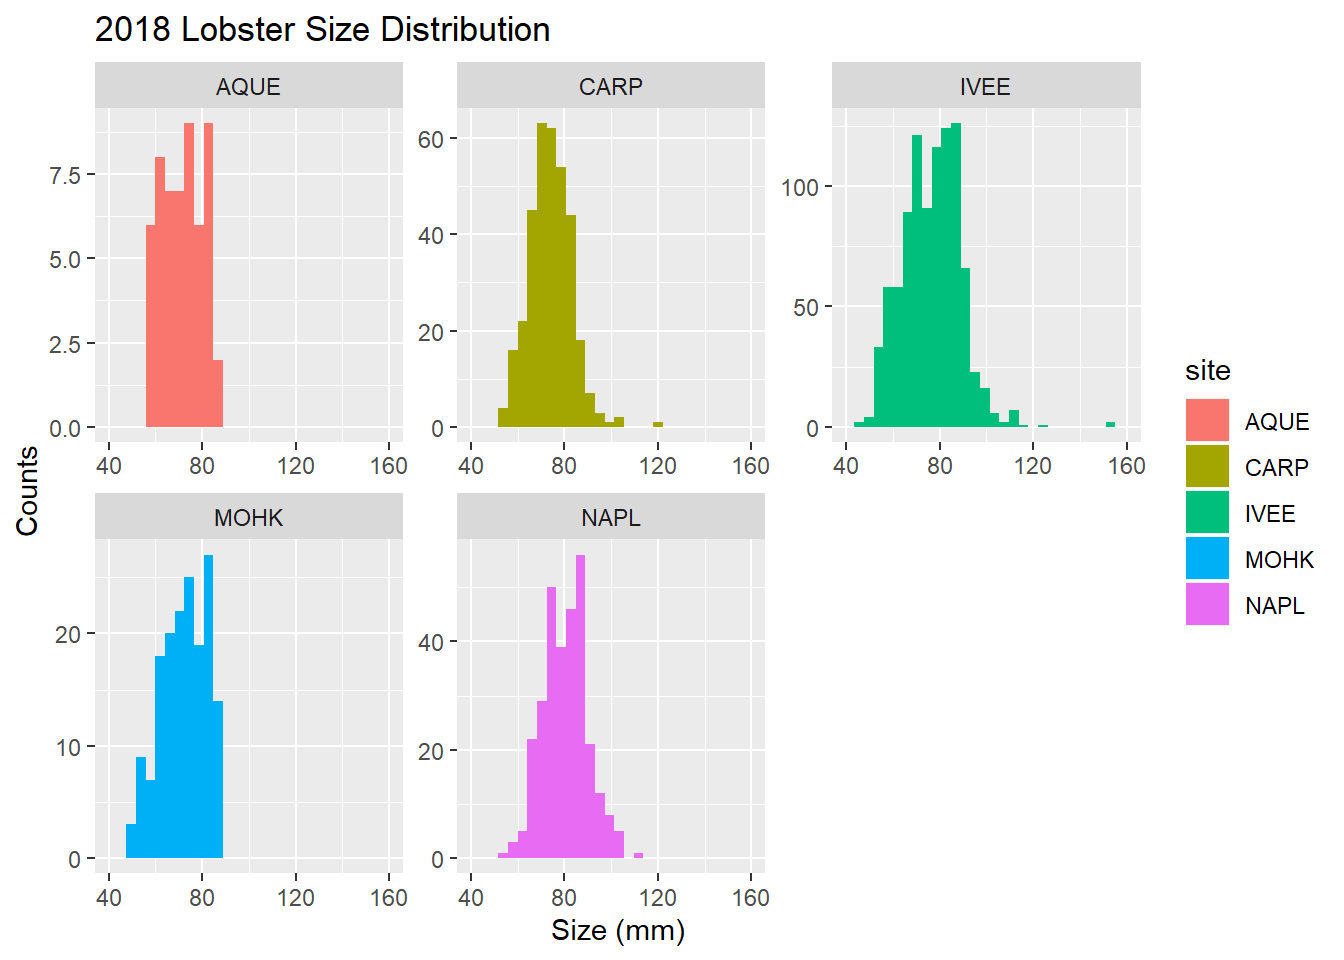 2018 Lobster Size Distribution
AQUE CARP IVEE
7.5
5.0
2.5
0.0
60
40
20
0
100
50
0
40 80 120 160
40 80 120 160
40 80 120 160
Counts
MOHK NAPL
20
10
0
40
20
0
40 80 120 160
40 80 120 160
Size (mm)
site
AQUE
CARP
IVEE
MOHK
NAPL